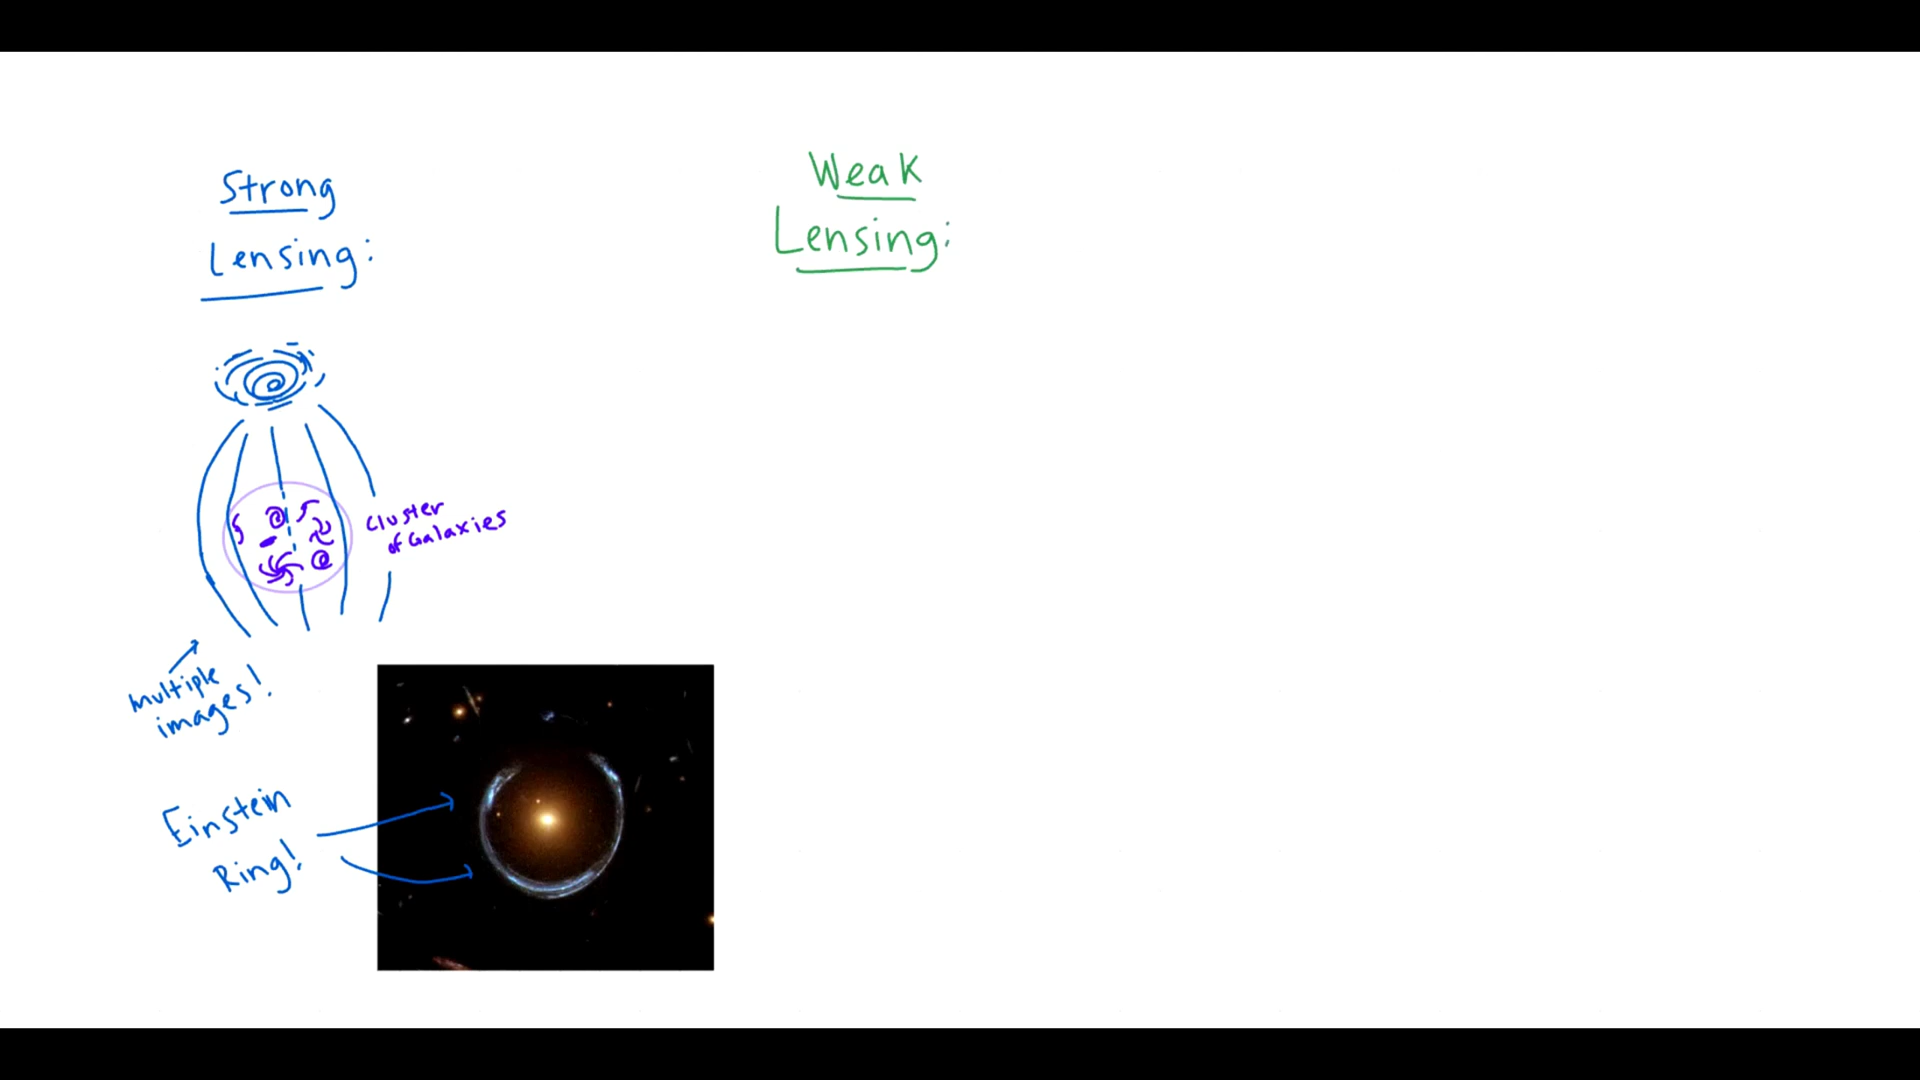 Strong
Lensing:
Cluster
of Galaxies
multiple
images!
Einstein
Ring!
Weak
Lensing: